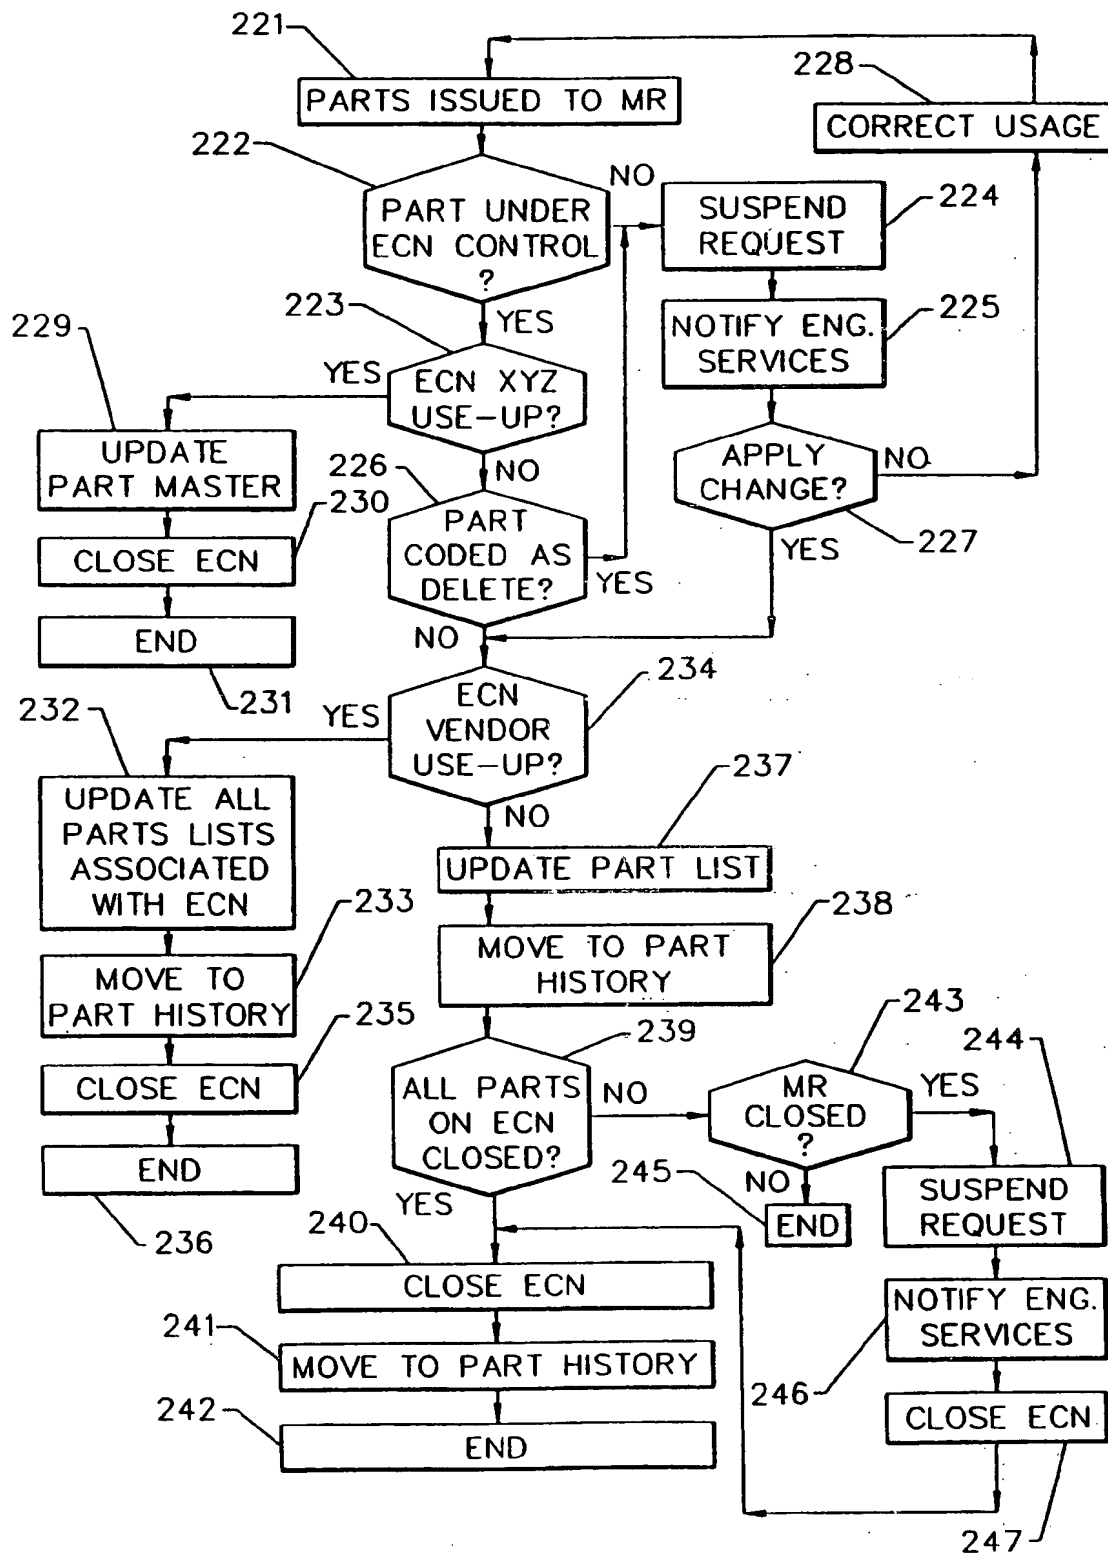 221
PARTS ISSUED TO MR
228
CORRECT USAGE
222
PART UNDER
ECN CONTROL
?
NO
SUSPEND
REQUEST
224
YES
223
NOTIFY ENG.
SERVICES
225
229
YES
ECN XYZ
USE-UP?
UPDATE
PART MASTER
NO
226
APPLY
CHANGE?
NO
227
YES
230
CLOSE ECN
PART
CODED AS
DELETE?
YES
END
231
NO
234
ECN
VENDOR
USE-UP?
YES
232
UPDATE ALL
PARTS LISTS
ASSOCIATED
WITH ECN
NO
237
UPDATE PART LIST
233
MOVE TO
PART HISTORY
238
MOVE TO PART
HISTORY
235
CLOSE ECN
239
ALL PARTS
ON ECN
CLOSED?
NO
243
MR
CLOSED
?
YES
244
END
236
YES
NO
245
END
SUSPEND
REQUEST
240
CLOSE ECN
NOTIFY ENG.
SERVICES
241
MOVE TO PART HISTORY
246
242
END
CLOSE ECN
247